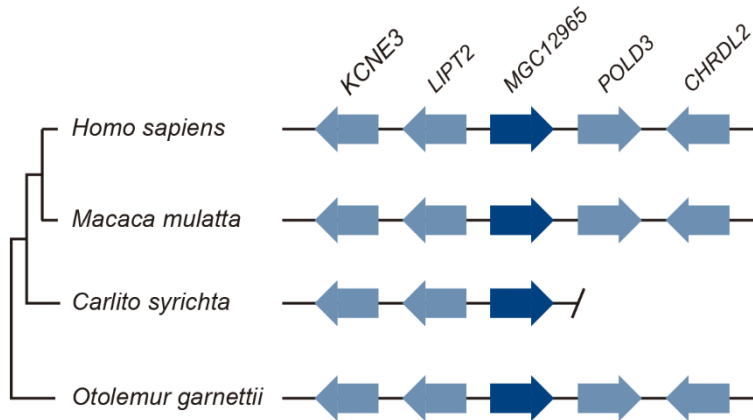 KCNE3
LIPT2
MGC12965
POLD3
CHRDL2
Homo sapiens
Macaca mulatta
Carlito syrichta
Otolemur garnettii